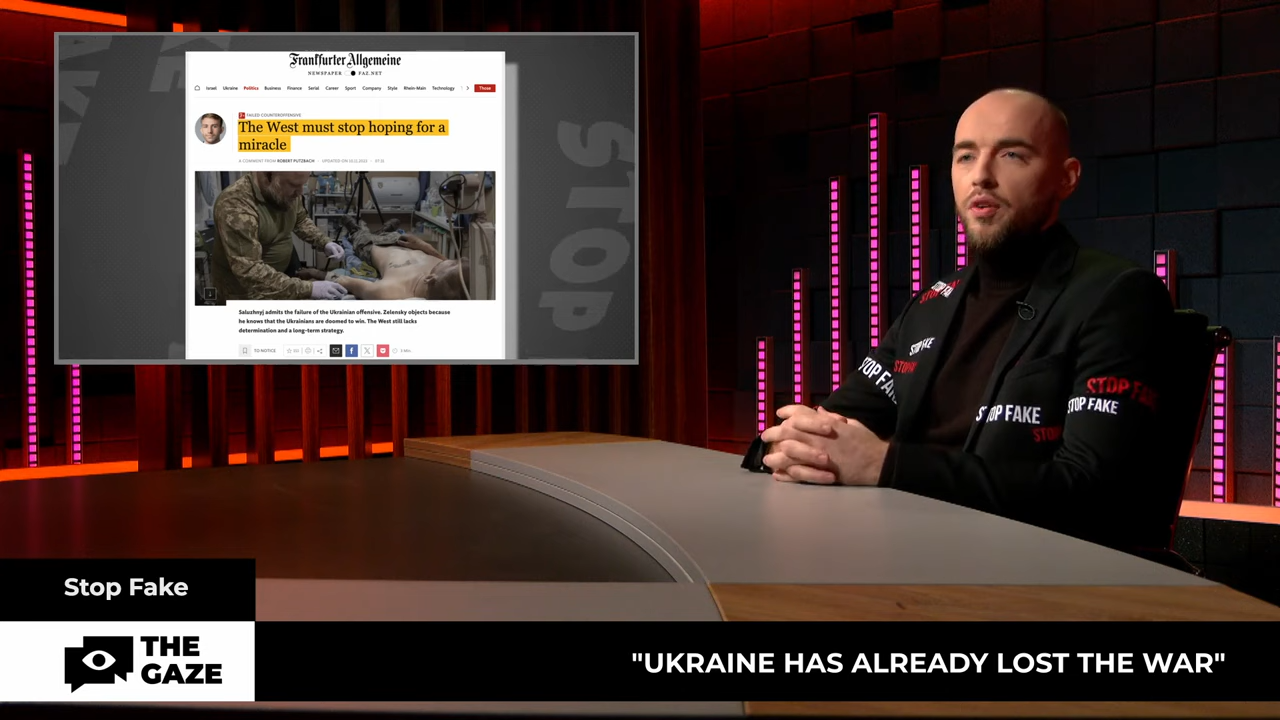 Frankfurter Allgemeine
NEWSPAPER FAZ.NET
Israel Ukraine Politics Business Finance Serial Career Sport Company Style Rhein-Main Technology
FAILED COUNTEROFFENSIVE
The West must stop hoping for a
miracle
A COMMENT FROM ROBERT PUTZBACH
Saluzhnyj admits the failure of the Ukrainian offensive. Zelensky objects because
he knows that the Ukrainians are doomed to win. The West still lacks
determination and a long-term strategy.
TO NOTICE
STOP
STOP FAKE
STOP FAKE
STOP FAKE
STOP FAKE
Stop Fake
THE
GAZE
"UKRAINE HAS ALREADY LOST THE WAR"